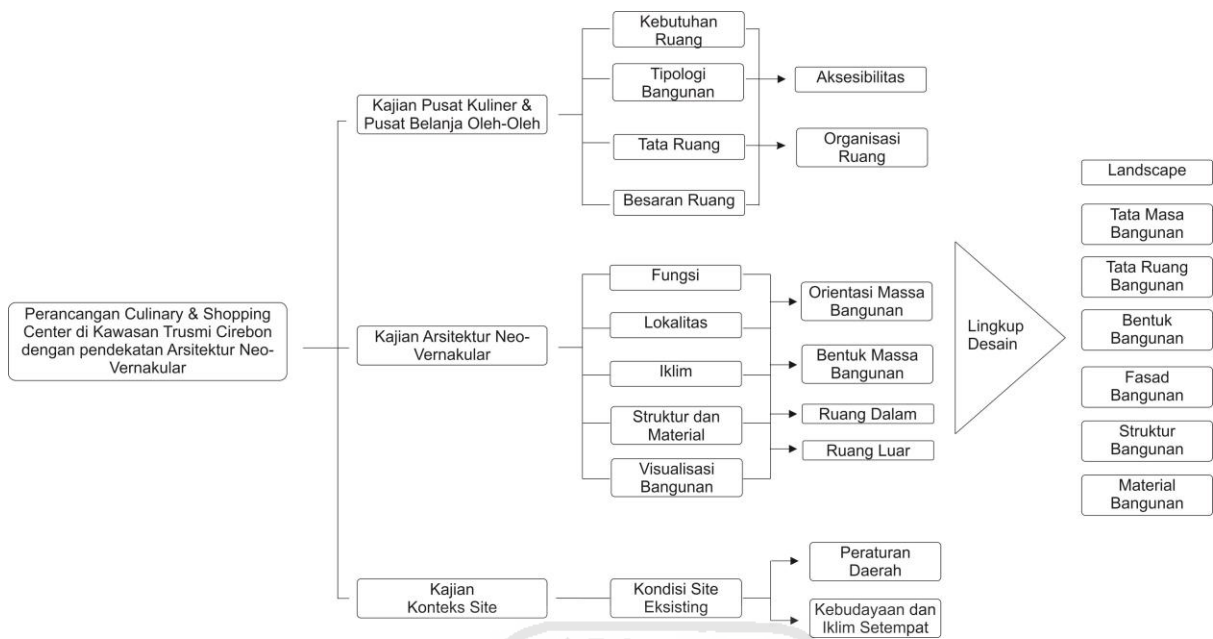 Perancangan Culinary & Shopping
Center di Kawasan Trusmi Cirebon
dengan pendekatan Arsitektur Neo-
Vernakular
Kajian Pusat Kuliner &
Pusat Belanja Oleh-Oleh
Kebutuhan
Ruang
Tipologi
Bangunan
Tata Ruang
Besaran Ruang
Aksesibilitas
Organisasi
Ruang
Kajian Arsitektur Neo-
Vernakular
Fungsi
Lokalitas
Iklim
Struktur dan
Material
Visualisasi
Bangunan
Orientasi Massa
Bangunan
Bentuk Massa
Bangunan
Ruang Dalam
Ruang Luar
Kajian
Konteks Site
Kondisi Site
Eksisting
Peraturan
Daerah
Kebudayaan dan
Iklim Setempat
Lingkup
Desain
Landscape
Tata Masa
Bangunan
Tata Ruang
Bangunan
Bentuk
Bangunan
Fasad
Bangunan
Struktur
Bangunan
Material
Bangunan